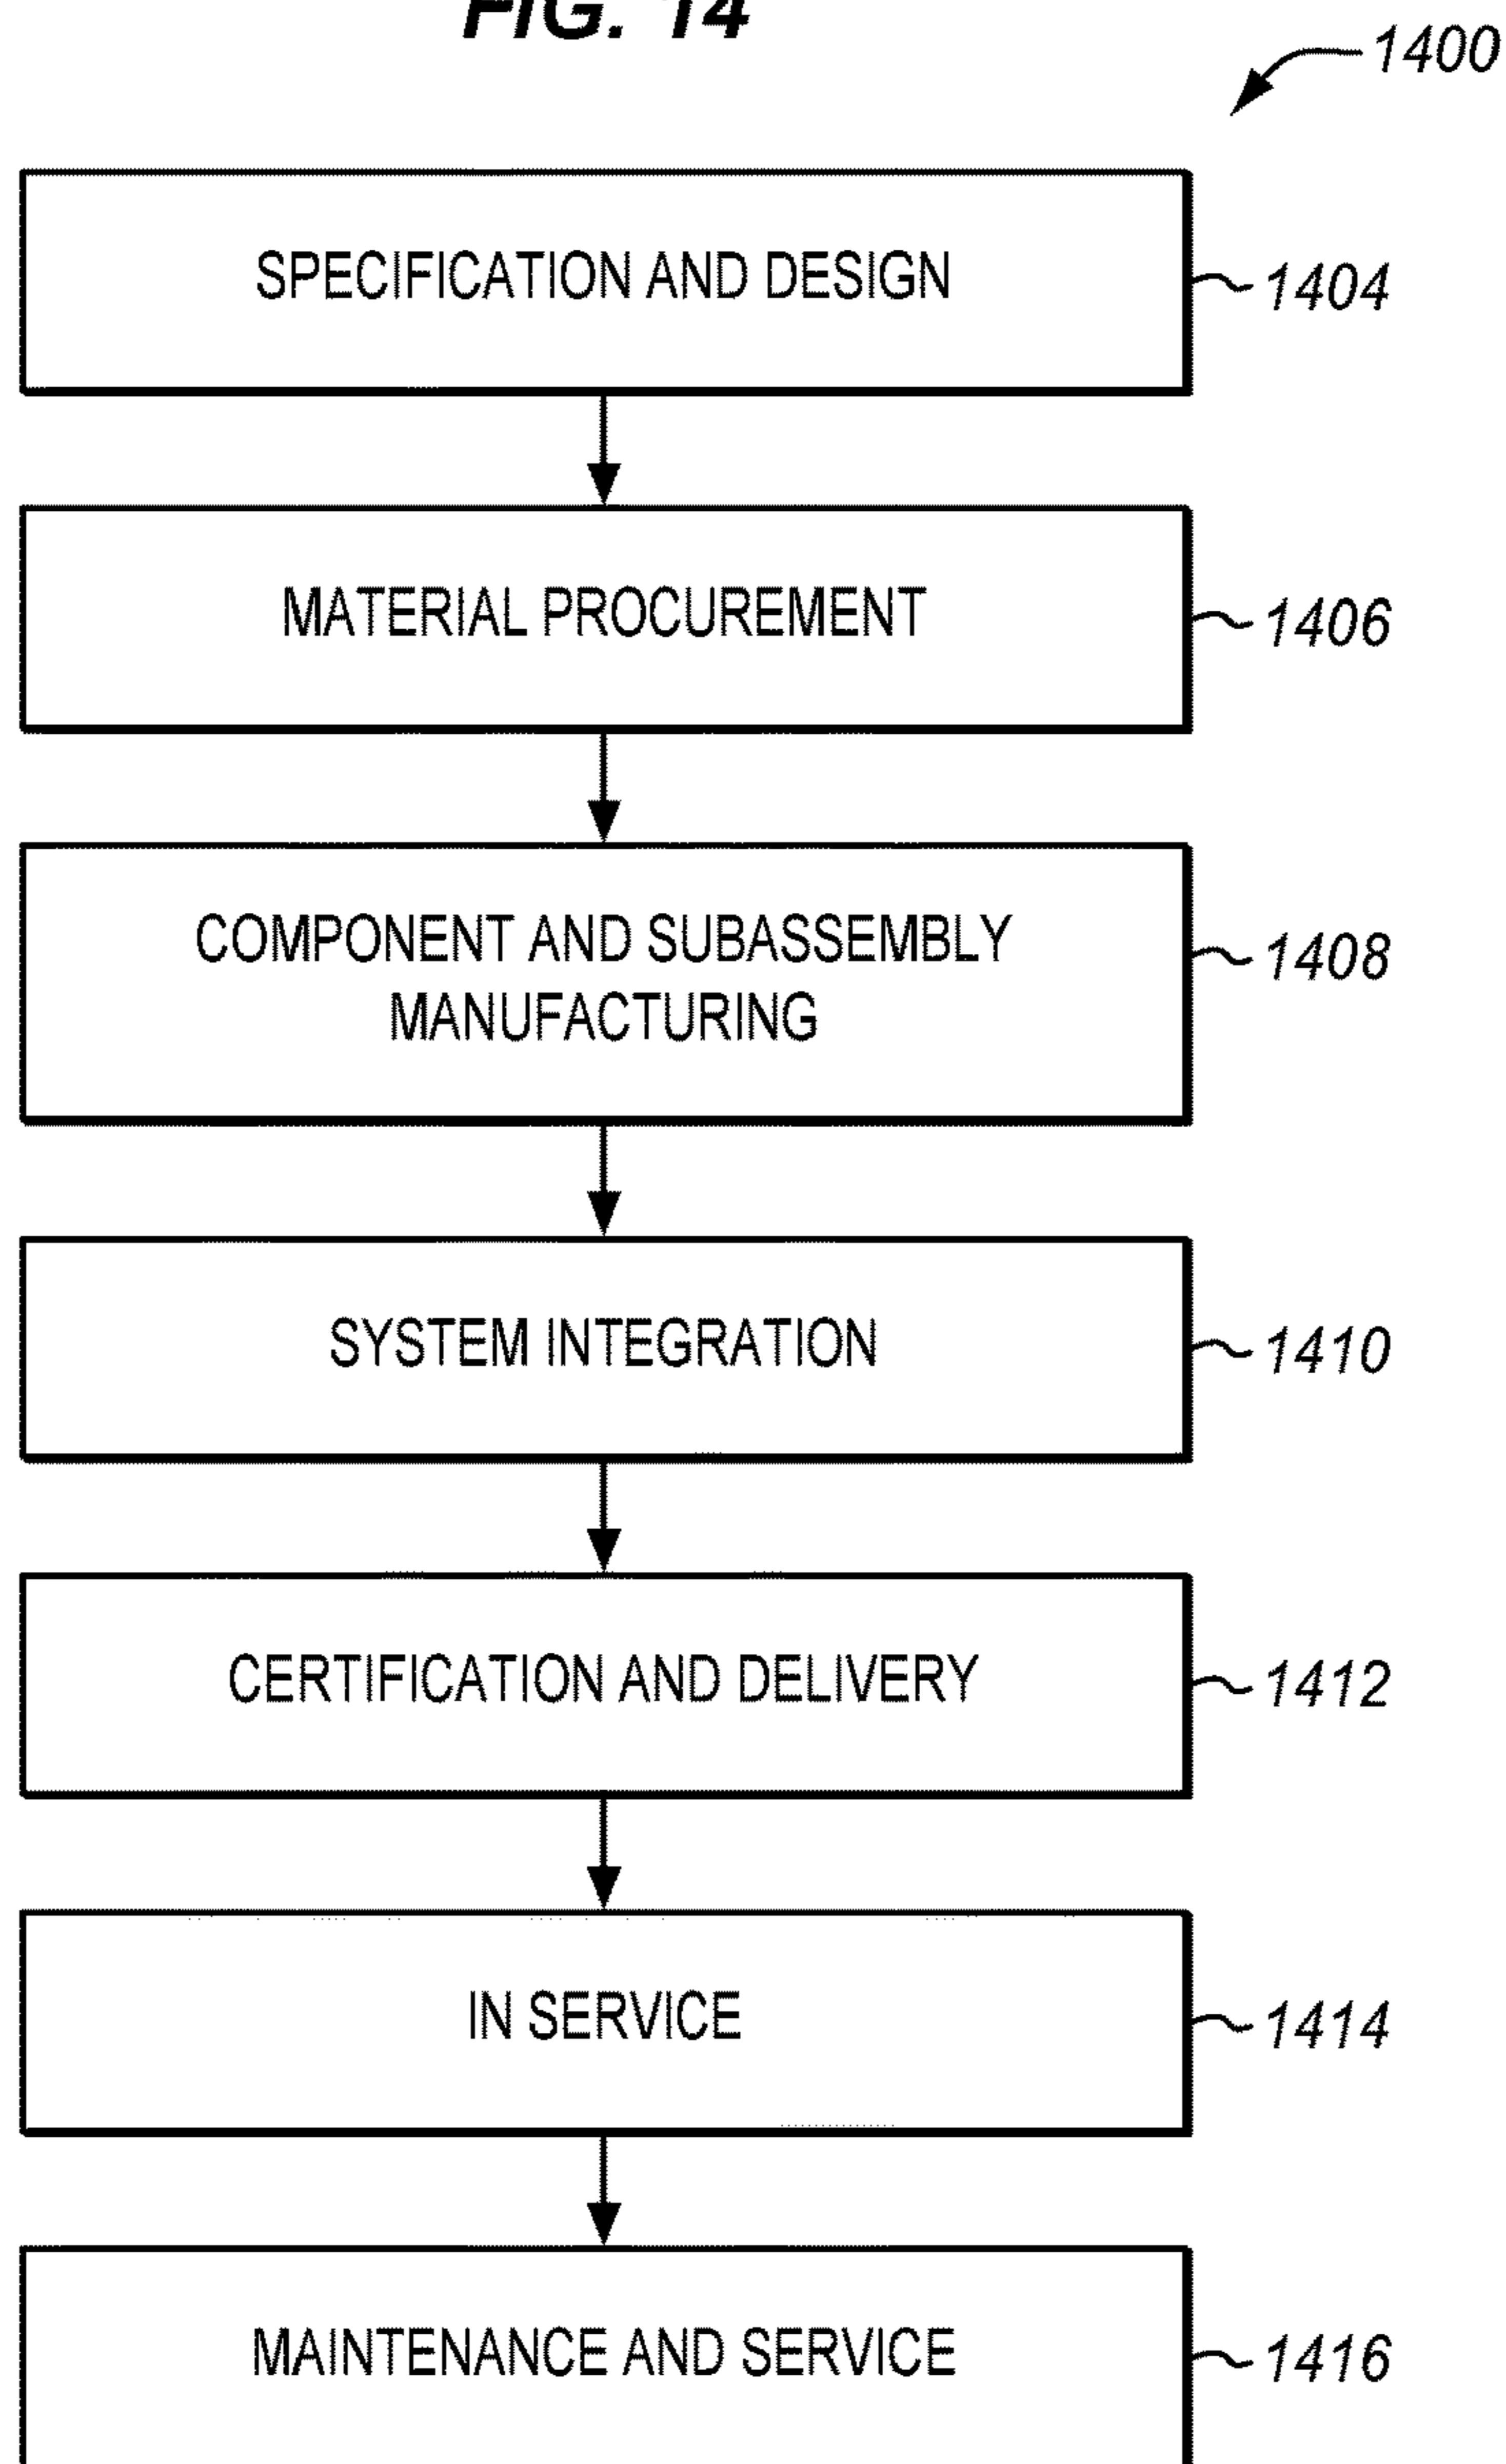 FIG. 14
1400
SPECIFICATION AND DESIGN
1404
MATERIAL PROCUREMENT
1406
COMPONENT AND SUBASSEMBLY
MANUFACTURING
1408
SYSTEM INTEGRATION
1410
CERTIFICATION AND DELIVERY
1412
IN SERVICE
1414
MAINTENANCE AND SERVICE
1416